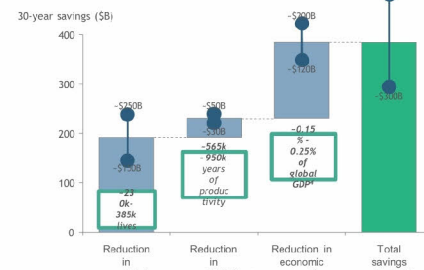 30-year savings ($B)
400
300
200
100
0
~$250B
~$150B
~23
0k-
385k
lives
~$50B
~$30B
~565k
- 950k
years
of
produc
tivity
~$200B
~$120B
~0.15
% -
0.25%
of
global
GDP⁴
~$300B
Reduction
in
Reduction
in
Reduction in
economic
Total
savings